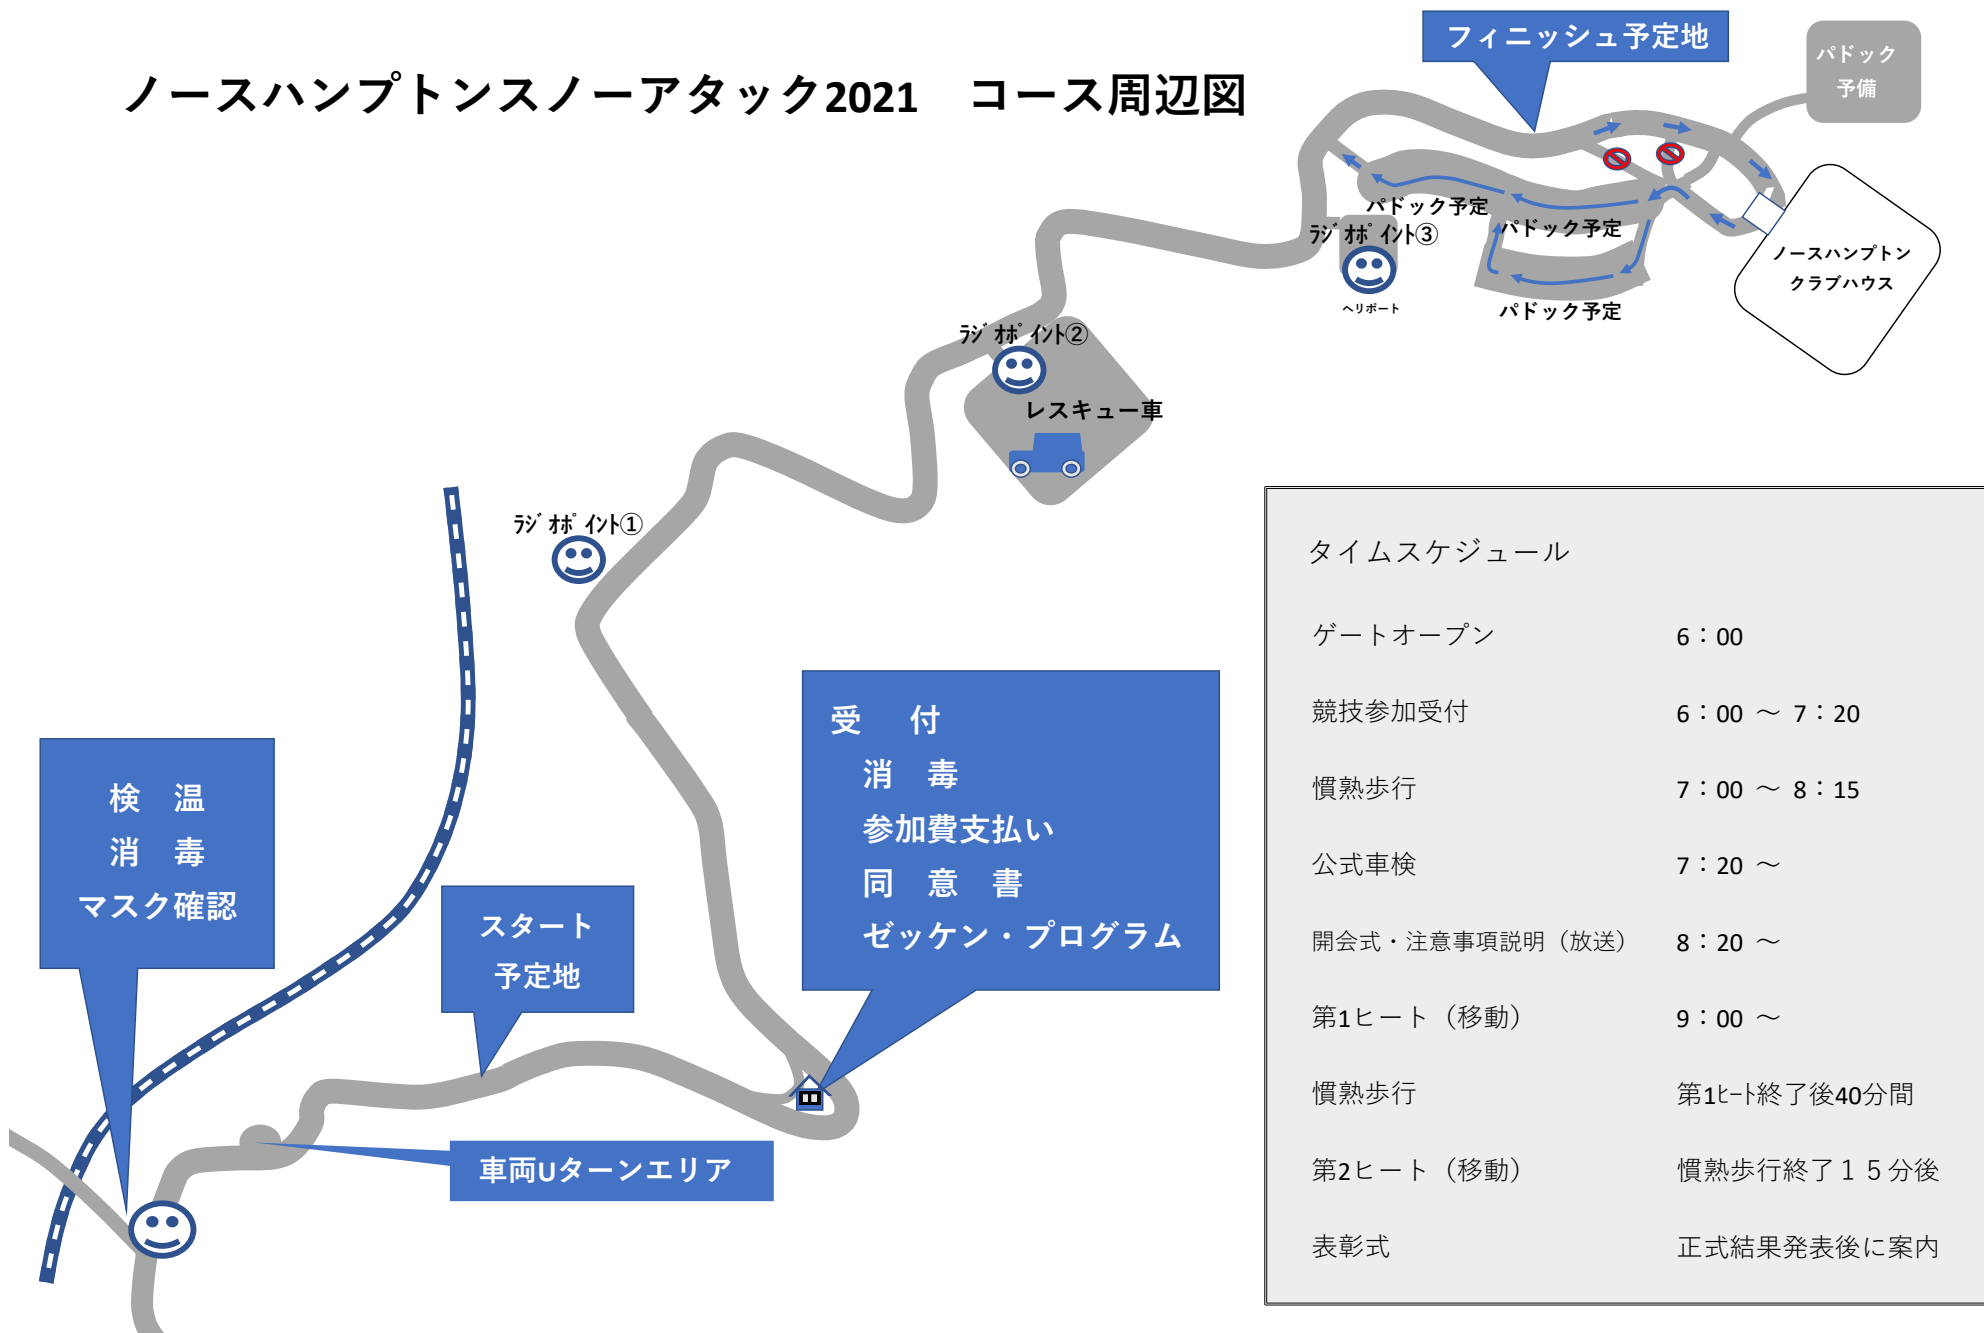 ノースハンプトンスノーアタック2021　コース周辺図
フィニッシュ予定地
パドック
予備
パドック予定
パドック予定
パドック予定
ノースハンプトン
クラブハウス
ﾗｼﾞｵﾎﾟｲﾝﾄ③
ヘリポート
ﾗｼﾞｵﾎﾟｲﾝﾄ②
レスキュー車
ﾗｼﾞｵﾎﾟｲﾝﾄ①
受　付
消　毒
参加費支払い
同　意　書
ゼッケン・プログラム
検　温
消　毒
マスク確認
スタート
予定地
車両Uターンエリア
タイムスケジュール
ゲートオープン　6：00
競技参加受付　6：00 ～ 7：20
慣熟歩行　7：00 ～ 8：15
公式車検　7：20 ～
開会式・注意事項説明（放送）　8：20 ～
第1ヒート（移動）　9：00 ～
慣熟歩行　第1ﾋｰﾄ終了後40分間
第2ヒート（移動）　慣熟歩行終了１５分後
表彰式　正式結果発表後に案内